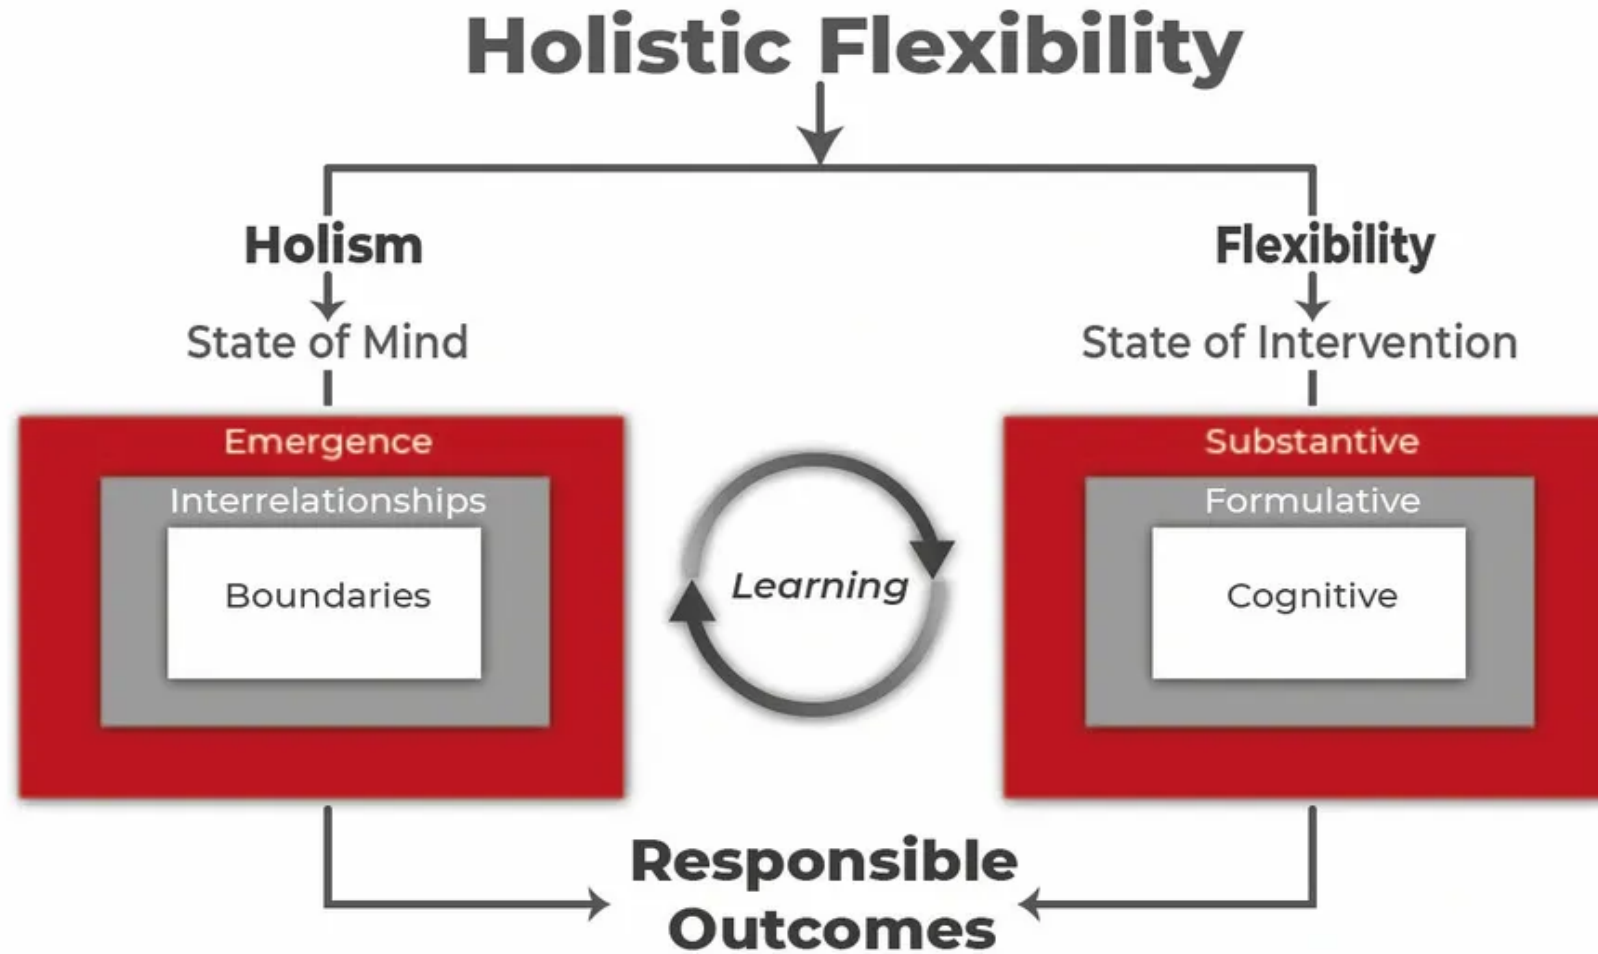 Holistic Flexibility
Holism
Flexibility
State of Mind
State of Intervention
Emergence
Interrelationships
Boundaries
Learning
Substantive
Formulative
Cognitive
Responsible
Outcomes